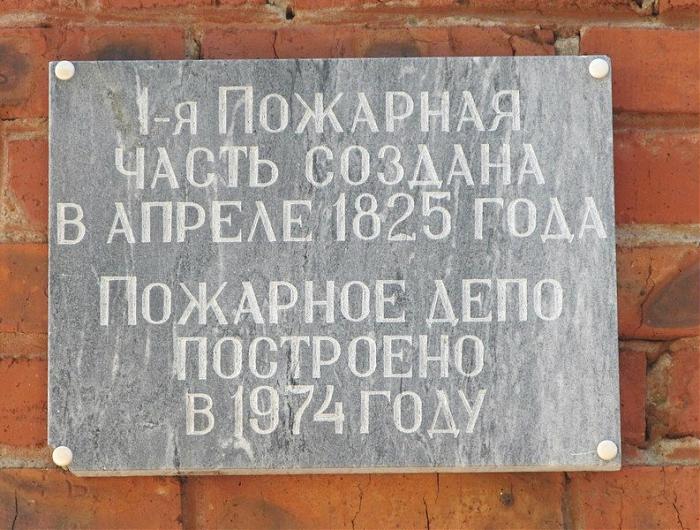 1-я Пожарная
часть создана
в апреле 1825 года
Пожарное депо
построено
в 1974 году